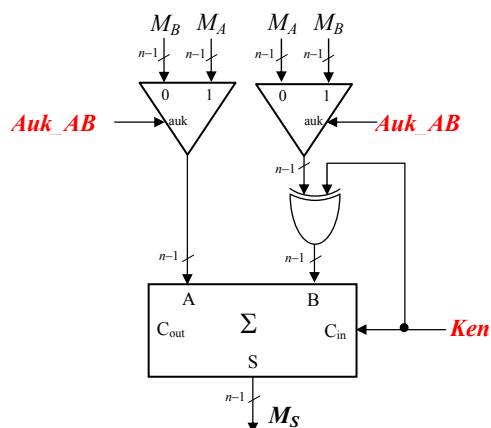 M_B M_A M_A M_B
n−1 n−1 n−1 n−1
0 1 0 1
Auk_AB auk auk Auk_AB
n−1
n−1 n−1
A B
C_out Σ C_in Ken
S
n−1 M_S